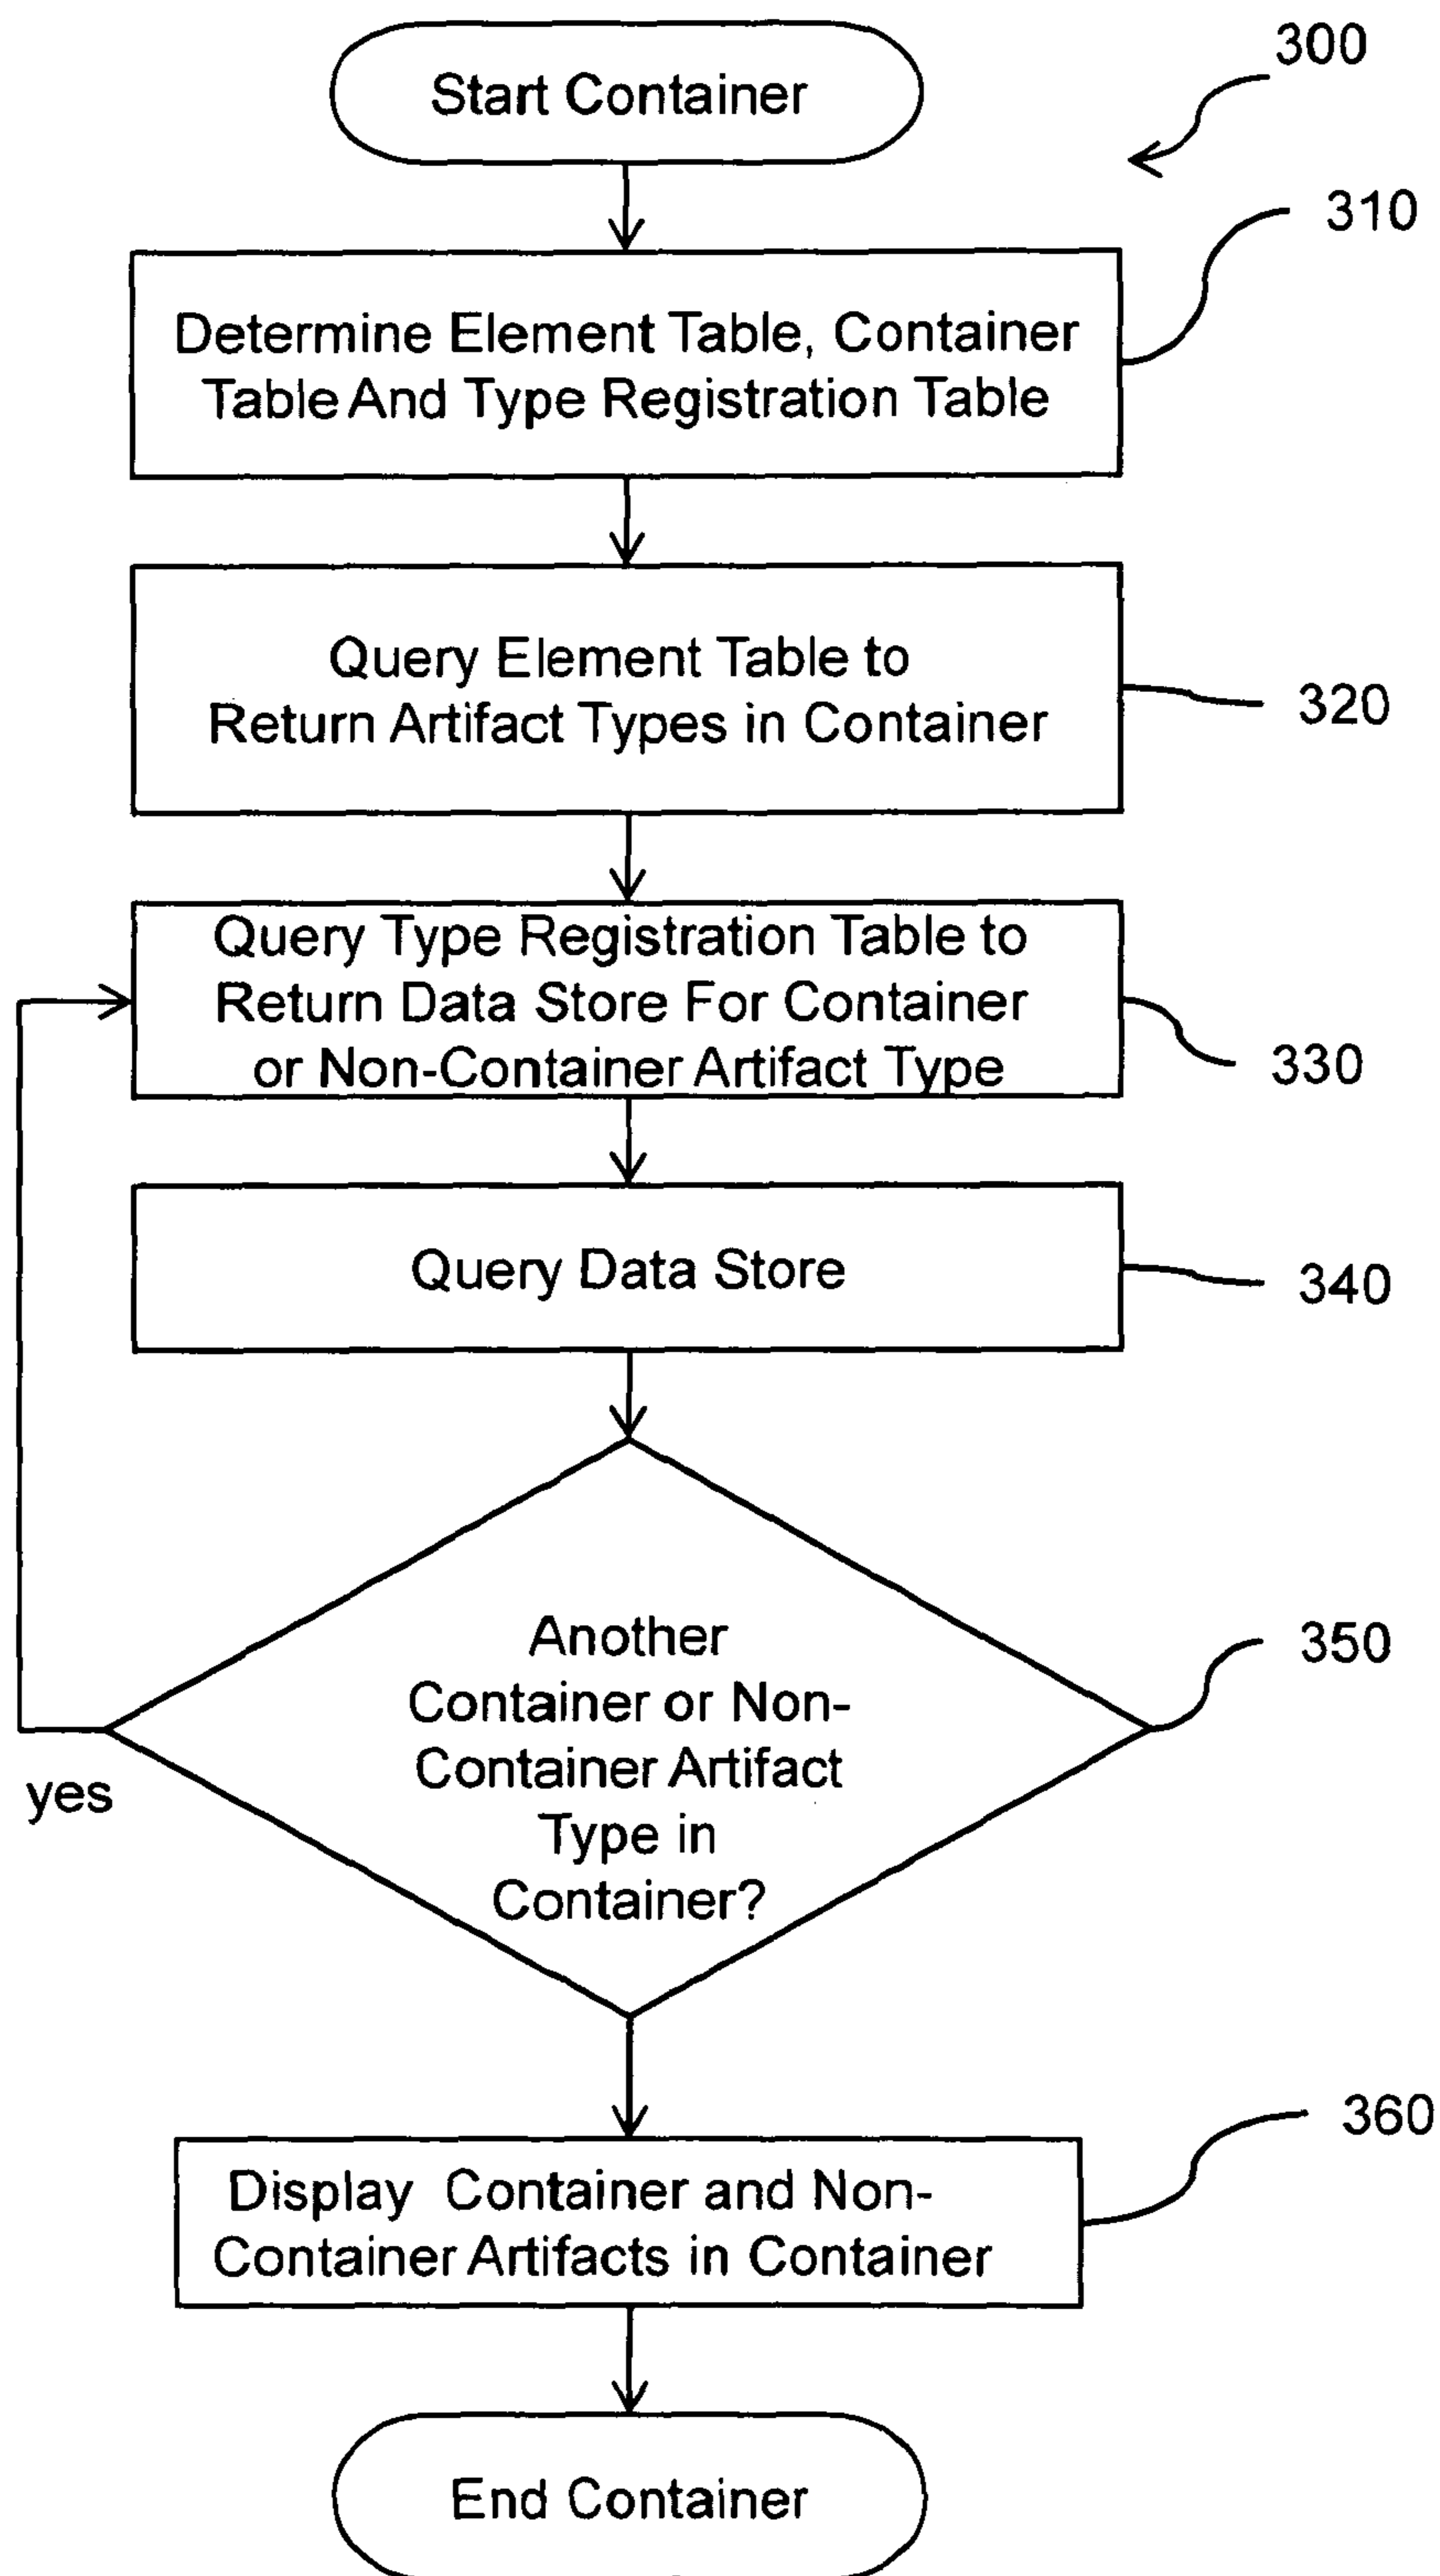 Start Container
300
310
Determine Element Table, Container
Table And Type Registration Table
Query Element Table to
Return Artifact Types in Container
320
Query Type Registration Table to
Return Data Store For Container
or Non-Container Artifact Type
330
Query Data Store
340
Another
Container or Non-
Container Artifact
Type in
Container?
350
yes
360
Display Container and Non-
Container Artifacts in Container
End Container